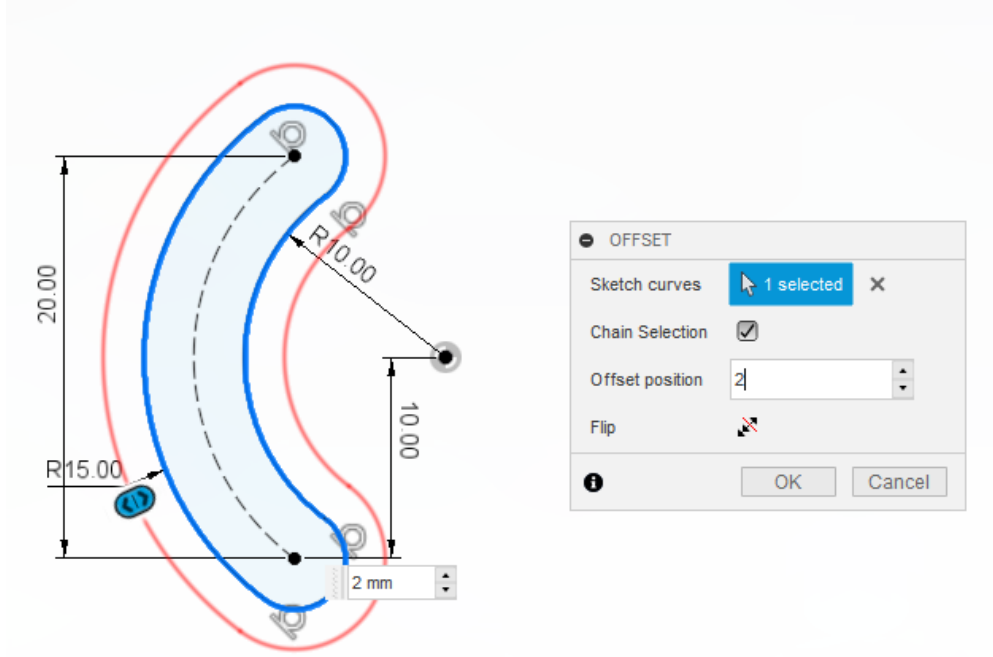 20.00
R10.00
10.00
R15.00
2 mm
OFFSET
Sketch curves
1 selected
Chain Selection
Offset position
2
Flip
OK
Cancel